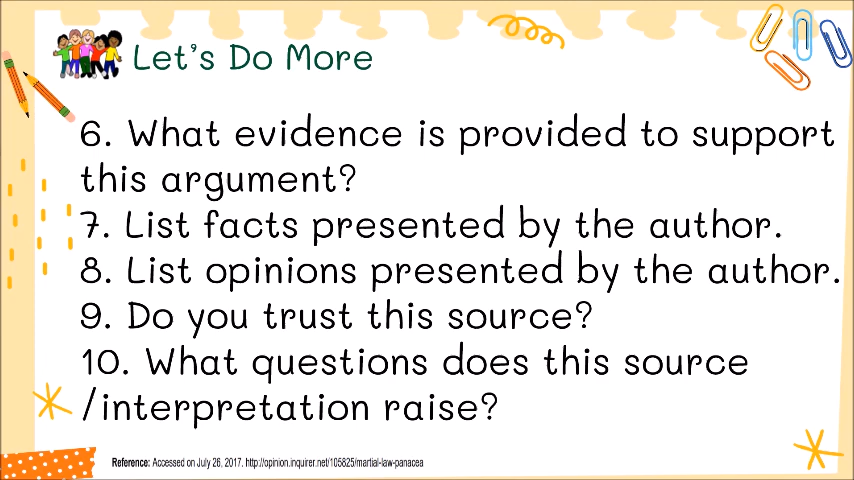 Let's Do More
6. What evidence is provided to support
this argument?
7. List facts presented by the author.
8. List opinions presented by the author.
9. Do you trust this source?
10. What questions does this source
/interpretation raise?
Reference: Accessed on July 26, 2017. http://opinion.inquirer.net/105825/martial-law-panacea